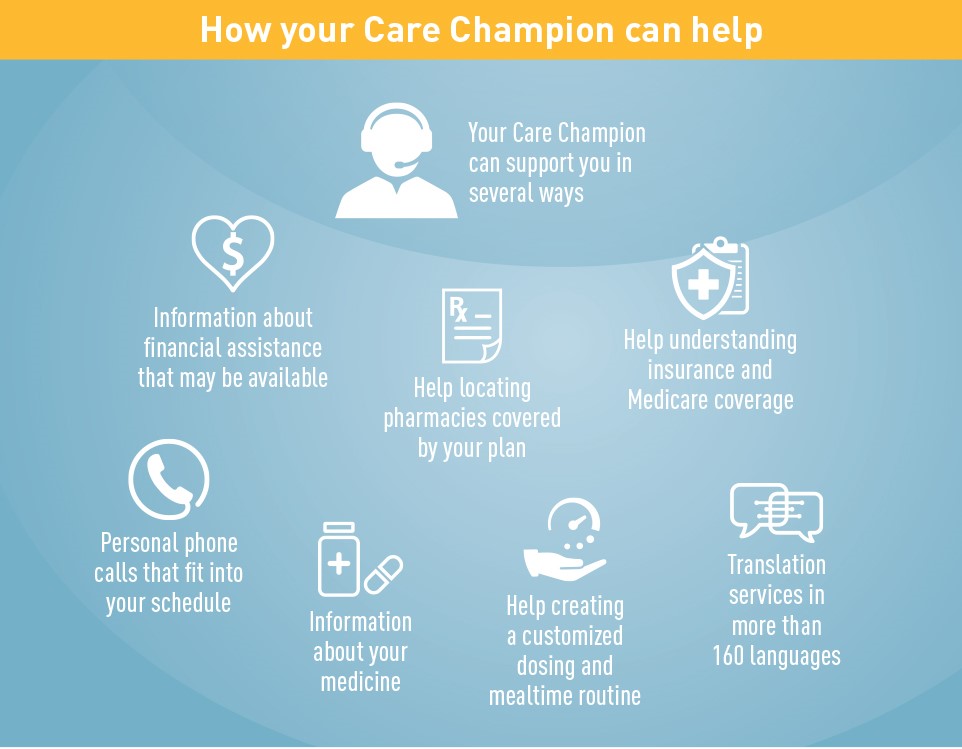 How your Care Champion can help
Your Care Champion
can support you in
several ways
$
Information about
financial assistance
that may be available
Rx
Help locating
pharmacies covered
by your plan
Help understanding
insurance and
Medicare coverage
Personal phone
calls that fit into
your schedule
Information
about your
medicine
Help creating
a customized
dosing and
mealtime routine
Translation
services in
more than
160 languages